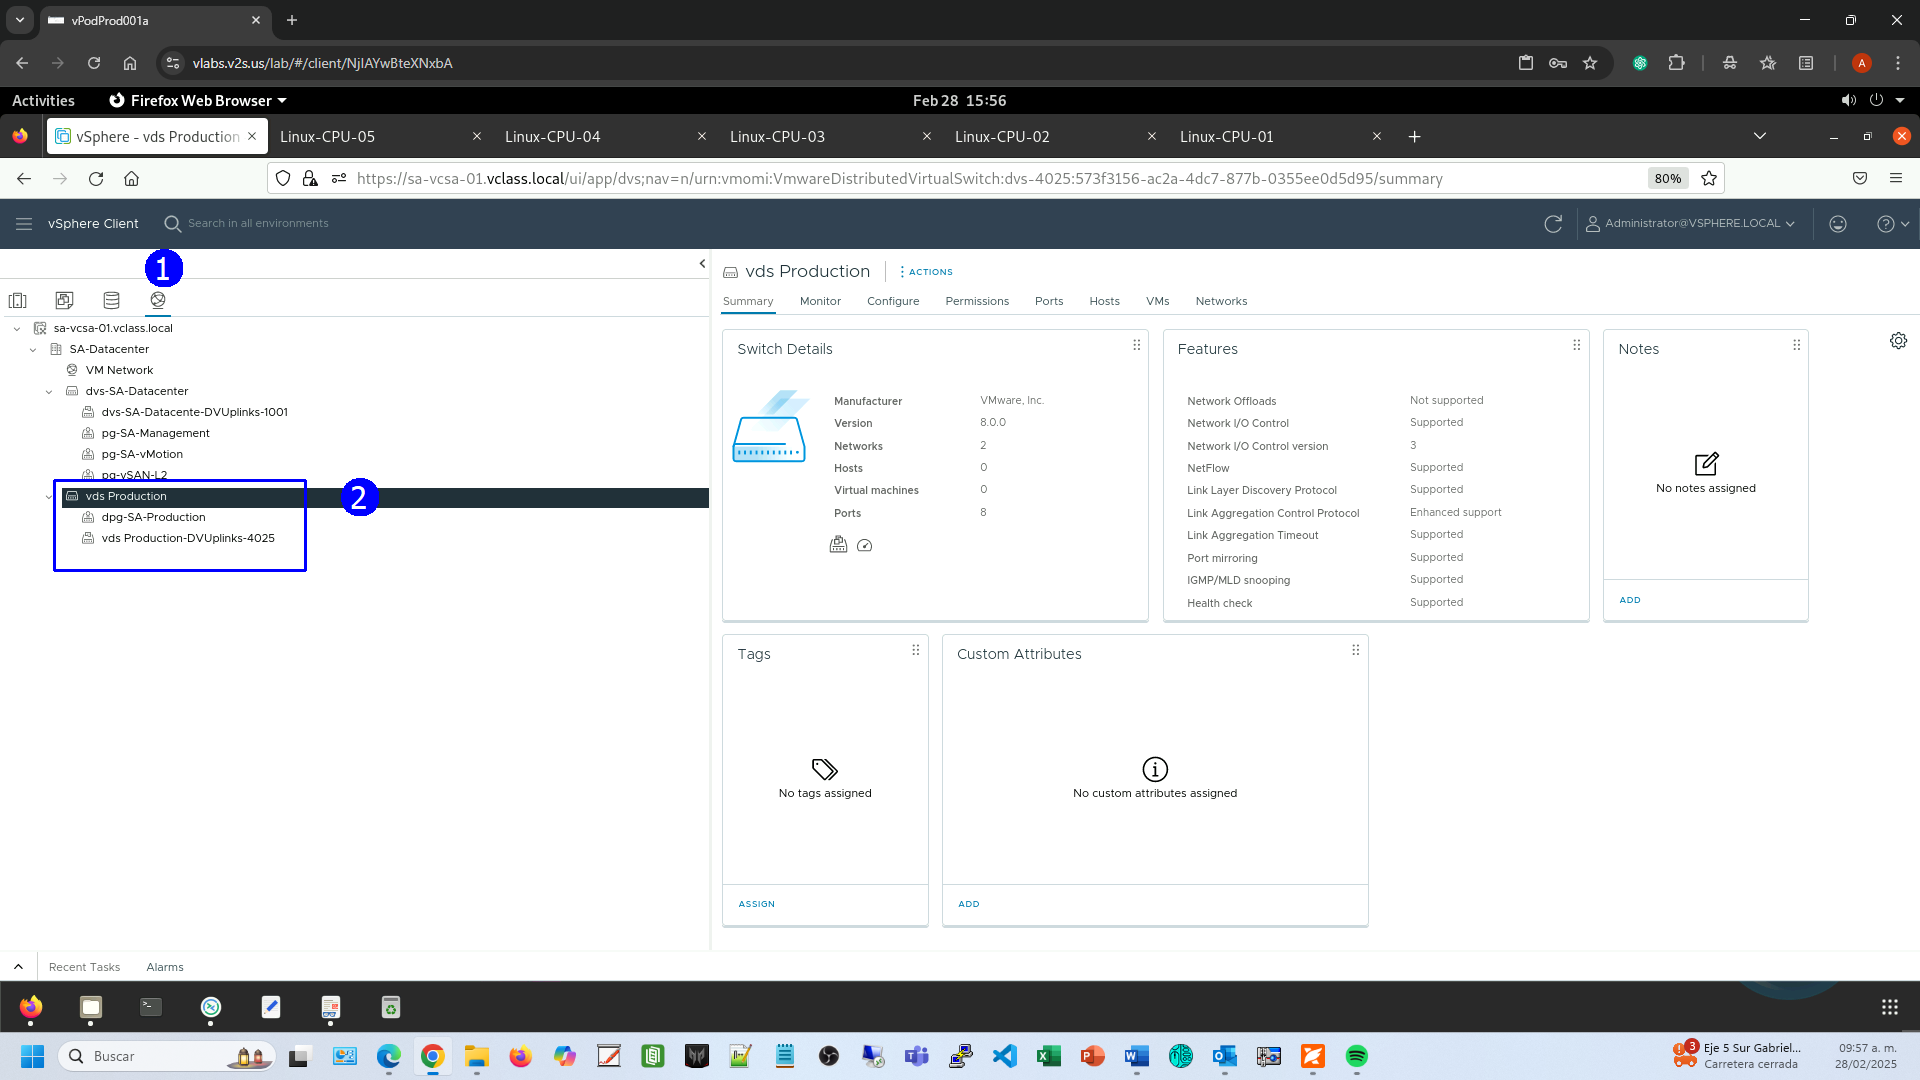 vPodProd001a
vlabs.v2s.us/lab/#/client/NjlAYwBteXNxbA
A
Activities
Firefox Web Browser
Feb 28 15:56
vSphere - vds Production
Linux-CPU-05
Linux-CPU-04
Linux-CPU-03
Linux-CPU-02
Linux-CPU-01
https://sa-vcsa-01.vclass.local/ui/app/dvs;nav=n/urn:vmomi:VmwareDistributedVirtualSwitch:dvs-4025:573f3156-ac2a-4dc7-877b-0355ee0d5d95/summary
80%
vSphere Client
Search in all environments
Administrator@VSPHERE.LOCAL
1
sa-vcsa-01.vclass.local
SA-Datacenter
VM Network
dvs-SA-Datacenter
dvs-SA-Datacente-DVUplinks-1001
pg-SA-Management
pg-SA-vMotion
pg-vSAN-L2
vds Production
2
dpg-SA-Production
vds Production-DVUplinks-4025
vds Production
ACTIONS
Summary
Monitor
Configure
Permissions
Ports
Hosts
VMs
Networks
Switch Details
Manufacturer VMware, Inc.
Version 8.0.0
Networks 2
Hosts 0
Virtual machines 0
Ports 8
Features
Network Offloads Not supported
Network I/O Control Supported
Network I/O Control version 3
NetFlow Supported
Link Layer Discovery Protocol Supported
Link Aggregation Control Protocol Enhanced support
Link Aggregation Timeout Supported
Port mirroring Supported
IGMP/MLD snooping Supported
Health check Supported
Notes
No notes assigned
ADD
Tags
No tags assigned
ASSIGN
Custom Attributes
No custom attributes assigned
ADD
Recent Tasks
Alarms
Buscar
3
Eje 5 Sur Gabriel...
Carretera cerrada
09:57 a. m.
28/02/2025